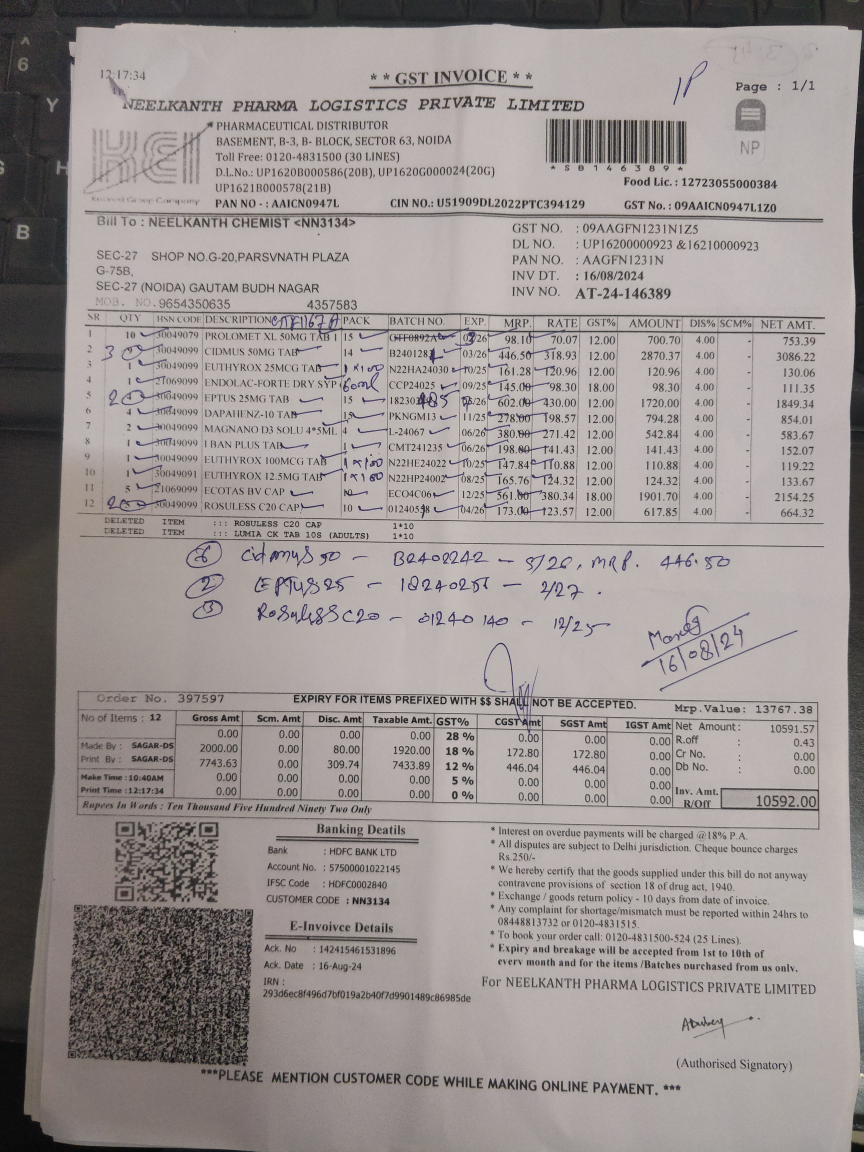 12:17:34
** GST INVOICE **
1P
Page : 1/1
NEELKANTH PHARMA LOGISTICS PRIVATE LIMITED
PHARMACEUTICAL DISTRIBUTOR
BASEMENT, B-3, B- BLOCK, SECTOR 63, NOIDA
Toll Free: 0120-4831500 (30 LINES)
D.L.No.: UP1620B000586(20B), UP1620G000024(20G)
UP1621B000578(21B)
PAN NO - : AAICN0947L CIN NO.: U51909DL2022PTC394129
*SB146389*
NP
Food Lic. : 12723055000384
GST No. : 09AAICN0947L1Z0
Bill To : NEELKANTH CHEMIST <NN3134>
SEC-27 SHOP NO.G-20,PARSVNATH PLAZA
G-75B,
SEC-27 (NOIDA) GAUTAM BUDH NAGAR
MOB. NO. 9654350635 4357583
GST NO. : 09AAGFN1231N1Z5
DL NO. : UP16200000923 &16210000923
PAN NO. : AAGFN1231N
INV DT. : 16/08/2024
INV NO. AT-24-146389
SR QTY HSN CODE DESCRIPTION PACK BATCH NO. EXP. MRP. RATE GST% AMOUNT DIS% SCM% NET AMT.
1 10 30049079 PROLOMET XL 50MG TAB 15 /26 98.10 70.07 12.00 700.70 4.00 - 753.39
2 3 30049099 CIDMUS 50MG TAB 14 B240128 03/26 446.50 318.93 12.00 2870.37 4.00 - 3086.22
3 1 30049099 EUTHYROX 25MCG TAB 1x100 N22HA24030 10/25 161.28 120.96 12.00 120.96 4.00 - 130.06
4 1 21069099 ENDOLAC-FORTE DRY SYP 60ml CCP24025 09/25 145.00 98.30 18.00 98.30 4.00 - 111.35
5 2 30049099 EPTUS 25MG TAB 15 /26 602.00 430.00 12.00 1720.00 4.00 - 1849.34
6 4 30049099 DAPAHENZ-10 TAB 15 PKNGM13 11/25 278.00 198.57 12.00 794.28 4.00 - 854.01
7 2 30049099 MAGNANO D3 SOLU 4*5ML 4 L-24067 06/26 380.00 271.42 12.00 542.84 4.00 - 583.67
8 1 30049099 I BAN PLUS TAB 1 CMT241235 06/26 198.00 141.43 12.00 141.43 4.00 - 152.07
9 1 30049099 EUTHYROX 100MCG TAB 1x100 N22HE24022 10/25 147.84 110.88 12.00 110.88 4.00 - 119.22
10 1 30049091 EUTHYROX 12.5MG TAB 1x100 N22HP24002 08/25 165.76 124.32 12.00 124.32 4.00 - 133.67
11 5 21069099 ECOTAS BV CAP 10 ECO4C06 12/25 561.00 380.34 18.00 1901.70 4.00 - 2154.25
12 2 30049099 ROSULESS C20 CAP 10 01240558 04/26 173.00 123.57 12.00 617.85 4.00 - 664.32
DELETED ITEM ::: ROSULESS C20 CAP 1*10
DELETED ITEM ::: LUMIA CK TAB 10S (ADULTS) 1*10
cidmus 50 - B2402242 - 5/26, MRP. 446.50
2 EPTUS 25 - 18240251 - 2/27 .
3 Rosuless C20 - 01240140 - 12/25
16/08/24
Order No. 397597 EXPIRY FOR ITEMS PREFIXED WITH $$ SHALL NOT BE ACCEPTED. Mrp.Value: 13767.38
No of Items : 12 Gross Amt Scm. Amt Disc. Amt Taxable Amt. GST% CGST Amt SGST Amt IGST Amt Net Amount: 10591.57
0.00 0.00 0.00 0.00 28 % 0.00 0.00 0.00 R.off : 0.43
Made By : SAGAR-DS 2000.00 0.00 80.00 1920.00 18 % 172.80 172.80 0.00 Cr No. : 0.00
Print By : SAGAR-DS 7743.63 0.00 309.74 7433.89 12 % 446.04 446.04 0.00 Db No. : 0.00
Make Time :10:40AM 0.00 0.00 0.00 0.00 5 % 0.00 0.00 0.00
Print Time :12:17:34 0.00 0.00 0.00 0.00 0 % 0.00 0.00 0.00 Inv. Amt. R/Off 10592.00
Rupees In Words : Ten Thousand Five Hundred Ninety Two Only
Banking Deatils
Bank : HDFC BANK LTD
Account No. : 57500001022145
IFSC Code : HDFC0002840
CUSTOMER CODE : NN3134
E-Invoivce Details
Ack. No : 142415461531896
Ack. Date : 16-Aug-24
IRN :
293d6ec8f496d7bf019a2b40f7d9901489c86985de
* Interest on overdue payments will be charged @18% P.A.
* All disputes are subject to Delhi jurisdiction. Cheque bounce charges
Rs.250/-
* We hereby certify that the goods supplied under this bill do not anyway
contravene provisions of section 18 of drug act, 1940.
* Exchange / goods return policy - 10 days from date of invoice.
* Any complaint for shortage/mismatch must be reported within 24hrs to
08448813732 or 0120-4831515.
* To book your order call: 0120-4831500-524 (25 Lines).
* Expiry and breakage will be accepted from 1st to 10th of
every month and for the items /Batches purchased from us only.
For NEELKANTH PHARMA LOGISTICS PRIVATE LIMITED
(Authorised Signatory)
***PLEASE MENTION CUSTOMER CODE WHILE MAKING ONLINE PAYMENT. ***